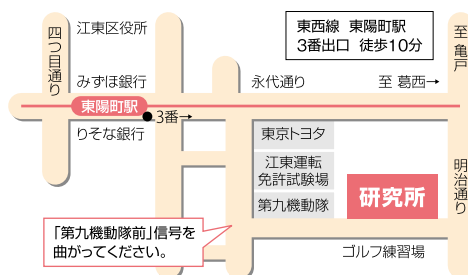 東西線 東陽町駅
3番出口 徒歩10分
至 亀戸
四つ目通り
江東区役所
みずほ銀行
永代通り
至 葛西→
東陽町駅
3番→
りそな銀行
東京トヨタ
江東運転
免許試験場
第九機動隊
研究所
明治通り
「第九機動隊前」信号を
曲がってください。
ゴルフ練習場